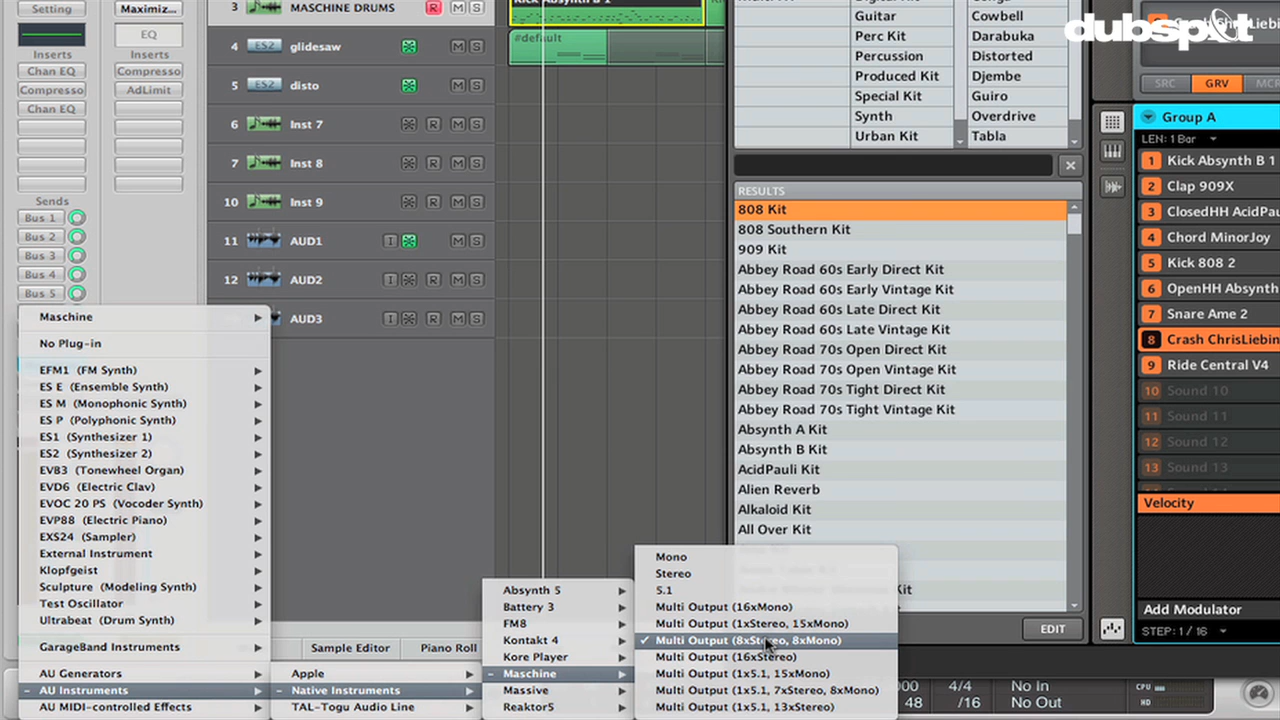 Setting
Maximiz...
EQ
Inserts
Inserts
Chan EQ
Compresso
Compresso
AdLimit
Chan EQ
Sends
Bus 1
Bus 2
Bus 3
Bus 4
Bus 5
3 MASCHINE DRUMS R M S
4 ES2 glidesaw M S
5 ES2 disto M S
6 Inst 7 R M S
7 Inst 8 R M S
10 Inst 9 R M S
11 AUD1 I M S
12 AUD2 I R M S
AUD3 I R M S
Kick Absynth B 1
#default
Guitar
Perc Kit
Percussion
Produced Kit
Special Kit
Synth
Urban Kit
Cowbell
Darabuka
Distorted
Djembe
Guiro
Overdrive
Tabla
dubspot
SRC
GRV
MCR
RESULTS
808 Kit
808 Southern Kit
909 Kit
Abbey Road 60s Early Direct Kit
Abbey Road 60s Early Vintage Kit
Abbey Road 60s Late Direct Kit
Abbey Road 60s Late Vintage Kit
Abbey Road 70s Open Direct Kit
Abbey Road 70s Open Vintage Kit
Abbey Road 70s Tight Direct Kit
Abbey Road 70s Tight Vintage Kit
Absynth A Kit
Absynth B Kit
AcidPauli Kit
Alien Reverb
Alkaloid Kit
All Over Kit
EDIT
Group A
LEN: 1 Bar
1 Kick Absynth B 1
2 Clap 909X
3 ClosedHH AcidPau
4 Chord MinorJoy
5 Kick 808 2
6 OpenHH Absynth
7 Snare Ame 2
8 Crash ChrisLiebin
9 Ride Central V4
10 Sound 10
11 Sound 11
12 Sound 12
13 Sound 13
Velocity
Add Modulator
STEP: 1 / 16
Maschine
No Plug-in
EFM1 (FM Synth)
ES E (Ensemble Synth)
ES M (Monophonic Synth)
ES P (Polyphonic Synth)
ES1 (Synthesizer 1)
ES2 (Synthesizer 2)
EVB3 (Tonewheel Organ)
EVD6 (Electric Clav)
EVOC 20 PS (Vocoder Synth)
EVP88 (Electric Piano)
EXS24 (Sampler)
External Instrument
Klopfgeist
Sculpture (Modeling Synth)
Test Oscillator
Ultrabeat (Drum Synth)
GarageBand Instruments
AU Generators
AU Instruments
AU MIDI-controlled Effects
Sample Editor
Piano Roll
Apple
Native Instruments
TAL-Togu Audio Line
Absynth 5
Battery 3
FM8
Kontakt 4
Kore Player
Maschine
Massive
Reaktor5
Mono
Stereo
5.1
Multi Output (16xMono)
Multi Output (1xStereo, 15xMono)
✓ Multi Output (8xStereo, 8xMono)
Multi Output (16xStereo)
Multi Output (1x5.1, 15xMono)
Multi Output (1x5.1, 7xStereo, 8xMono)
Multi Output (1x5.1, 13xStereo)
4/4
/16
No In
No Out
CPU
HD